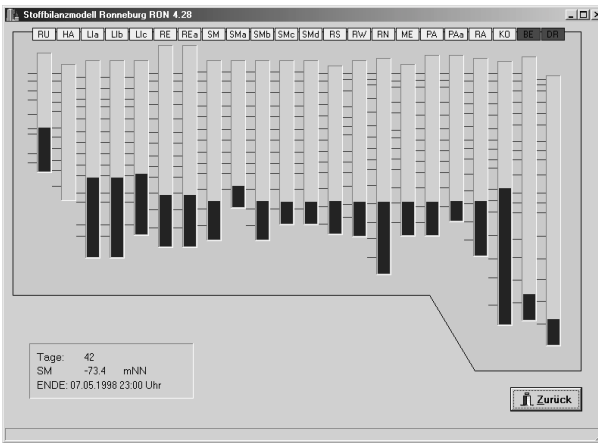 Stoffbilanzmodell Ronneburg RON 4.28
RU HA LIa LIb LIc RE REa SM SMa SMb SMc SMd RS RW RN ME PA PAa RA KO BE DR
Tage: 42
SM -73.4 mNN
ENDE: 07.05.1998 23:00 Uhr
Zurück